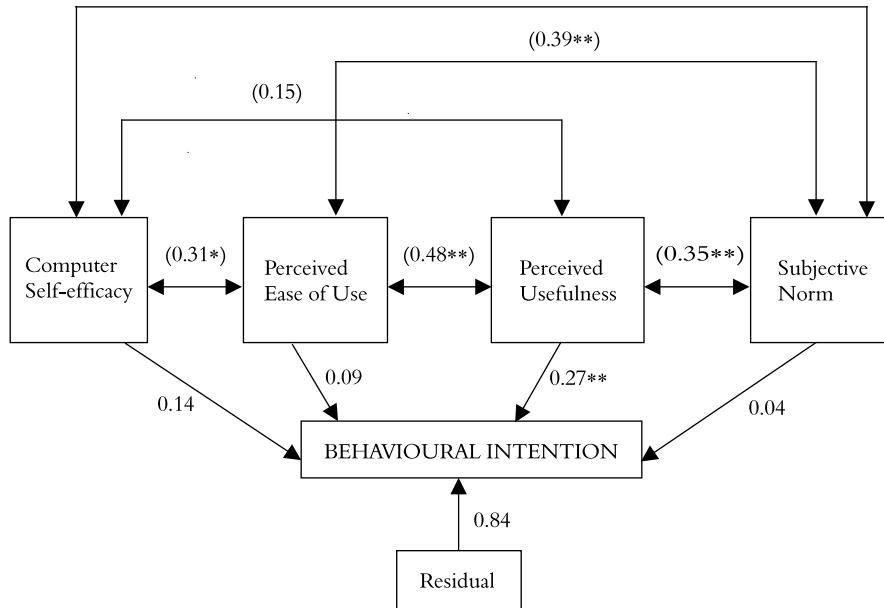 (0.39**)
(0.15)
(0.31*)
(0.48**)
(0.35**)
Computer
Self-efficacy
Perceived
Ease of Use
Perceived
Usefulness
Subjective
Norm
0.14
0.09
0.27**
0.04
BEHAVIOURAL INTENTION
0.84
Residual